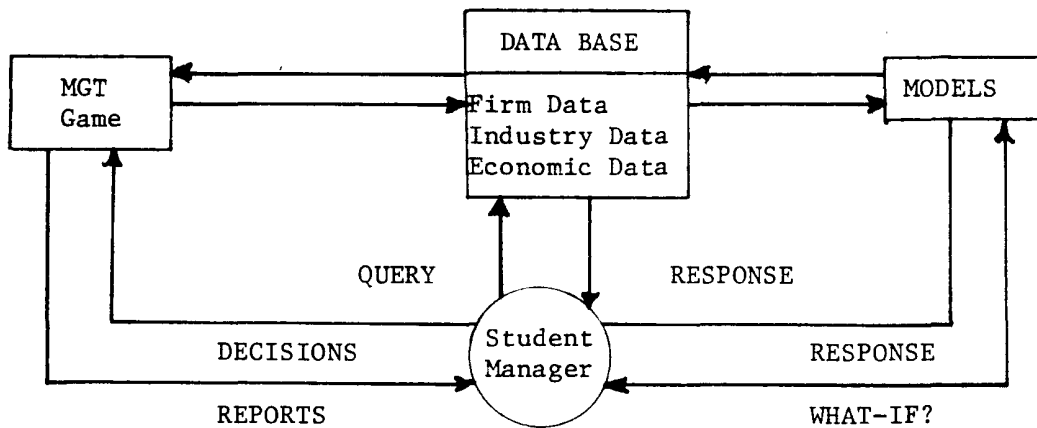 DATA BASE
MGT
Game
Firm Data
Industry Data
Economic Data
MODELS
QUERY
RESPONSE
Student
Manager
DECISIONS
RESPONSE
REPORTS
WHAT-IF?